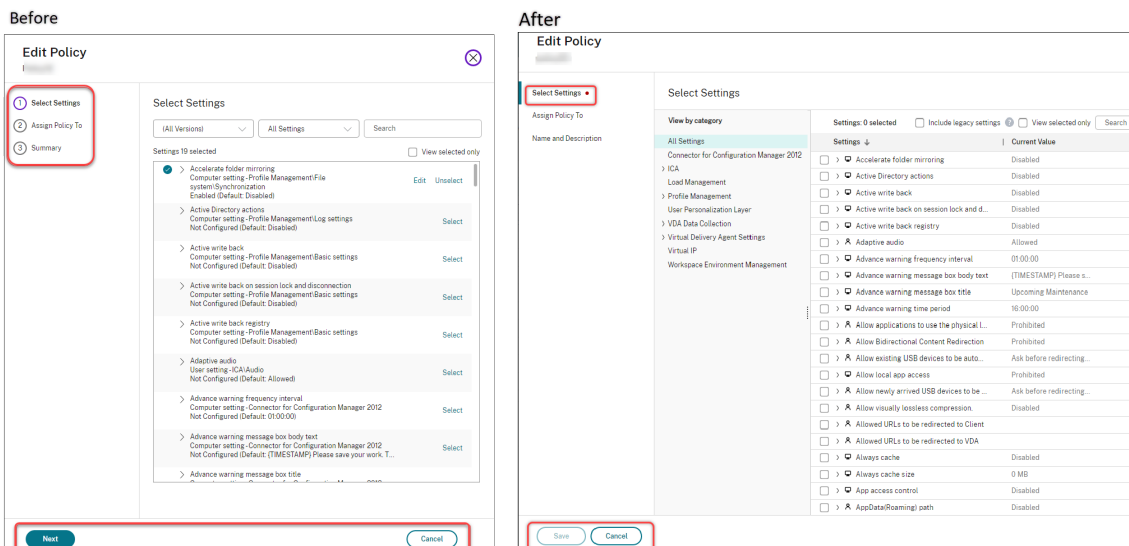 Before
Edit Policy
1 Select Settings
2 Assign Policy To
3 Summary
Select Settings
(All Versions)
All Settings
Search
Settings 19 selected
View selected only
Accelerate folder mirroring
Computer setting - Profile Management\File
system\Synchronization
Enabled (Default: Disabled)
Edit Unselect
Active Directory actions
Computer setting - Profile Management\Log settings
Not Configured (Default: Disabled)
Select
Active write back
Computer setting - Profile Management\Basic settings
Not Configured (Default: Disabled)
Select
Active write back on session lock and disconnection
Computer setting - Profile Management\Basic settings
Not Configured (Default: Disabled)
Select
Active write back registry
Computer setting - Profile Management\Basic settings
Not Configured (Default: Disabled)
Select
Adaptive audio
User setting - ICA\Audio
Not Configured (Default: Allowed)
Select
Advance warning frequency interval
Computer setting - Connector for Configuration Manager 2012
Not Configured (Default: 01:00:00)
Select
Advance warning message box body text
Computer setting - Connector for Configuration Manager 2012
Not Configured (Default: {TIMESTAMP} Please save your work. T...
Select
Advance warning message box title
Next
Cancel
After
Edit Policy
Select Settings
Assign Policy To
Name and Description
Select Settings
View by category
All Settings
Connector for Configuration Manager 2012
ICA
Load Management
Profile Management
User Personalization Layer
VDA Data Collection
Virtual Delivery Agent Settings
Virtual IP
Workspace Environment Management
Settings: 0 selected
Include legacy settings
View selected only
Search
Settings ↓ Current Value
Accelerate folder mirroring Disabled
Active Directory actions Disabled
Active write back Disabled
Active write back on session lock and d... Disabled
Active write back registry Disabled
Adaptive audio Allowed
Advance warning frequency interval 01:00:00
Advance warning message box body text {TIMESTAMP} Please s...
Advance warning message box title Upcoming Maintenance
Advance warning time period 16:00:00
Allow applications to use the physical l... Prohibited
Allow Bidirectional Content Redirection Prohibited
Allow existing USB devices to be auto... Ask before redirecting...
Allow local app access Prohibited
Allow newly arrived USB devices to be ... Ask before redirecting...
Allow visually lossless compression. Disabled
Allowed URLs to be redirected to Client
Allowed URLs to be redirected to VDA
Always cache Disabled
Always cache size 0 MB
App access control Disabled
AppData(Roaming) path Disabled
Save
Cancel